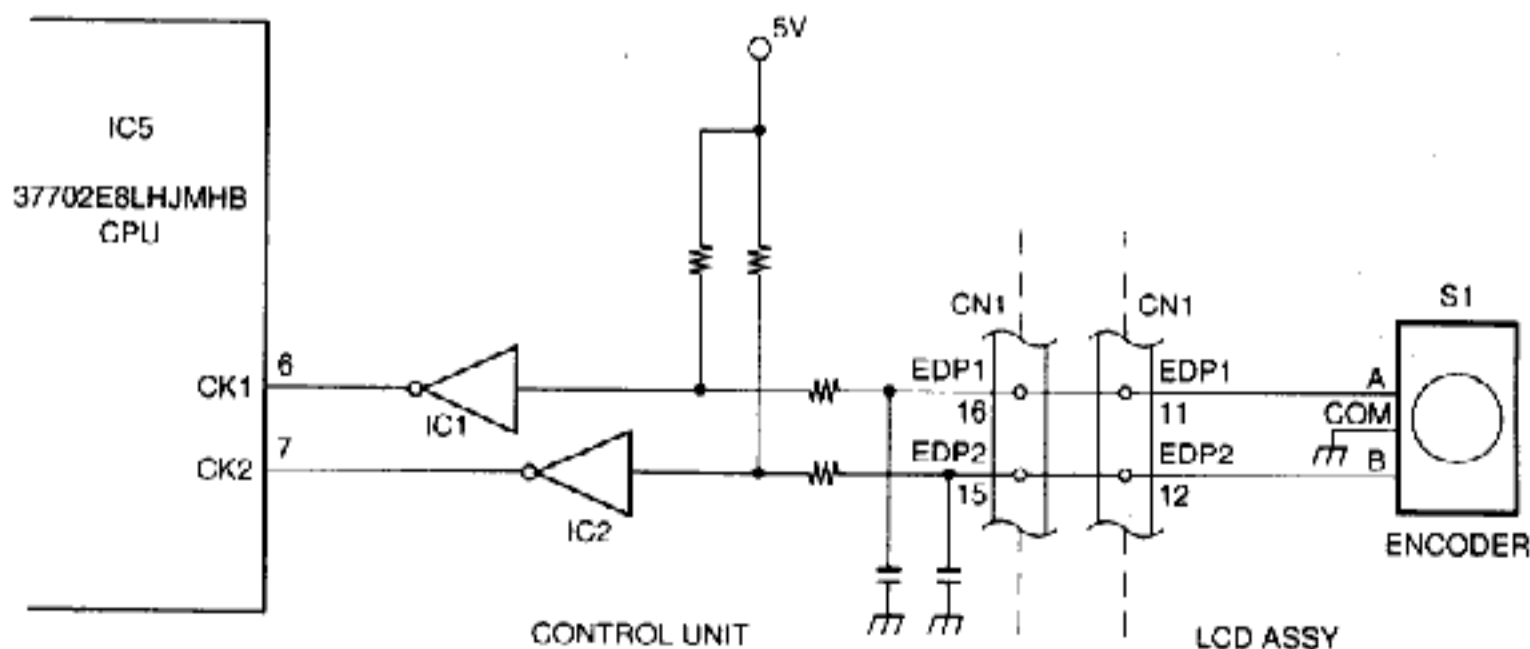 5V
IC5
37702E8LHJMHB
CPU
CN1
CN1
S1
CK1
6
IC1
EDP1
16
EDP1
11
A
COM
CK2
7
IC2
EDP2
15
EDP2
12
B
ENCODER
CONTROL UNIT
LCD ASSY